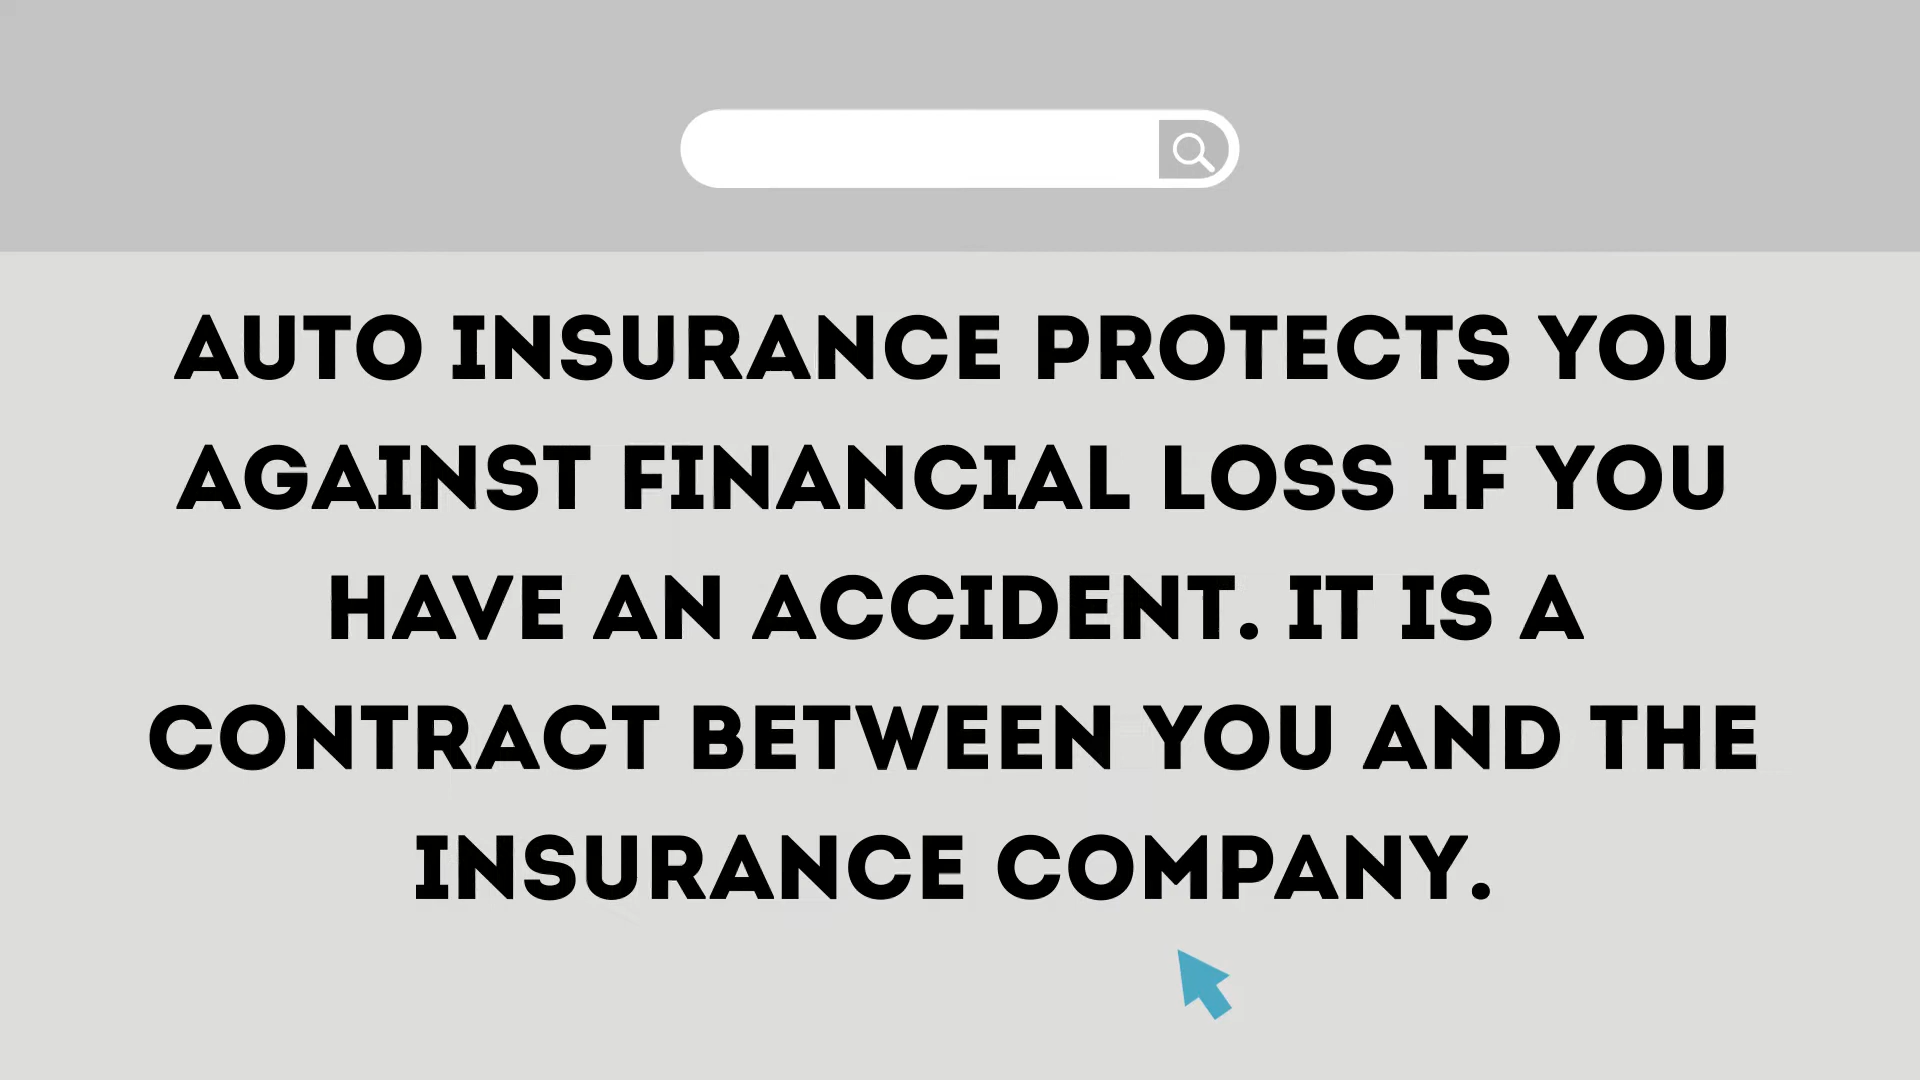 AUTO INSURANCE PROTECTS YOU
AGAINST FINANCIAL LOSS IF YOU
HAVE AN ACCIDENT. IT IS A
CONTRACT BETWEEN YOU AND THE
INSURANCE COMPANY.